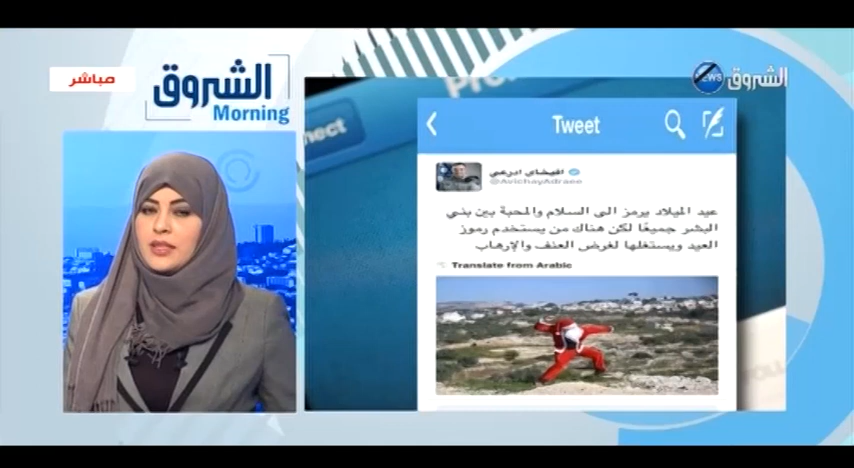 مباشر
الشروق
Morning
الشروق
NEWS
Tweet
افيخاي ادرعي
@AvichayAdraee
عيد الميلاد يرمز الى السلام والمحبة بين بني
البشر جميعًا لكن هناك من يستخدم رموز
العيد ويستغلها لغرض العنف والإرهاب
Translate from Arabic